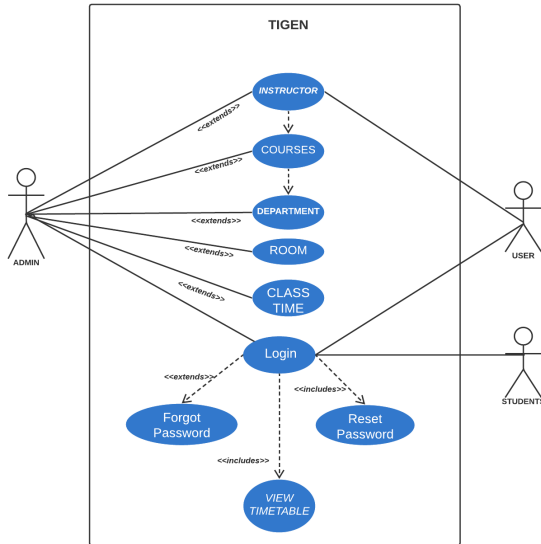 TIGEN
INSTRUCTOR
<<extends>>
COURSES
<<extends>>
DEPARTMENT
<<extends>>
ROOM
<<extends>>
ADMIN
USER
CLASS
TIME
<<extends>>
Login
<<extends>>
<<includes>>
STUDENTS
Forgot
Password
Reset
Password
<<includes>>
VIEW
TIMETABLE